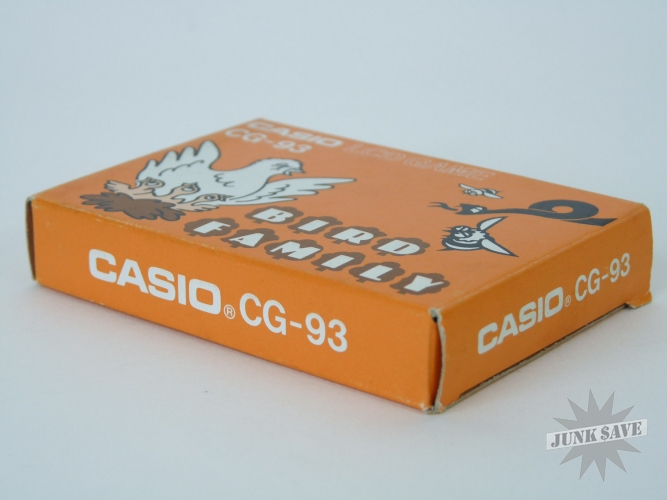 CASIO
CG-93
BIRD
FAMILY
CASIO® CG-93
CASIO® CG-93
JUNK SAVE